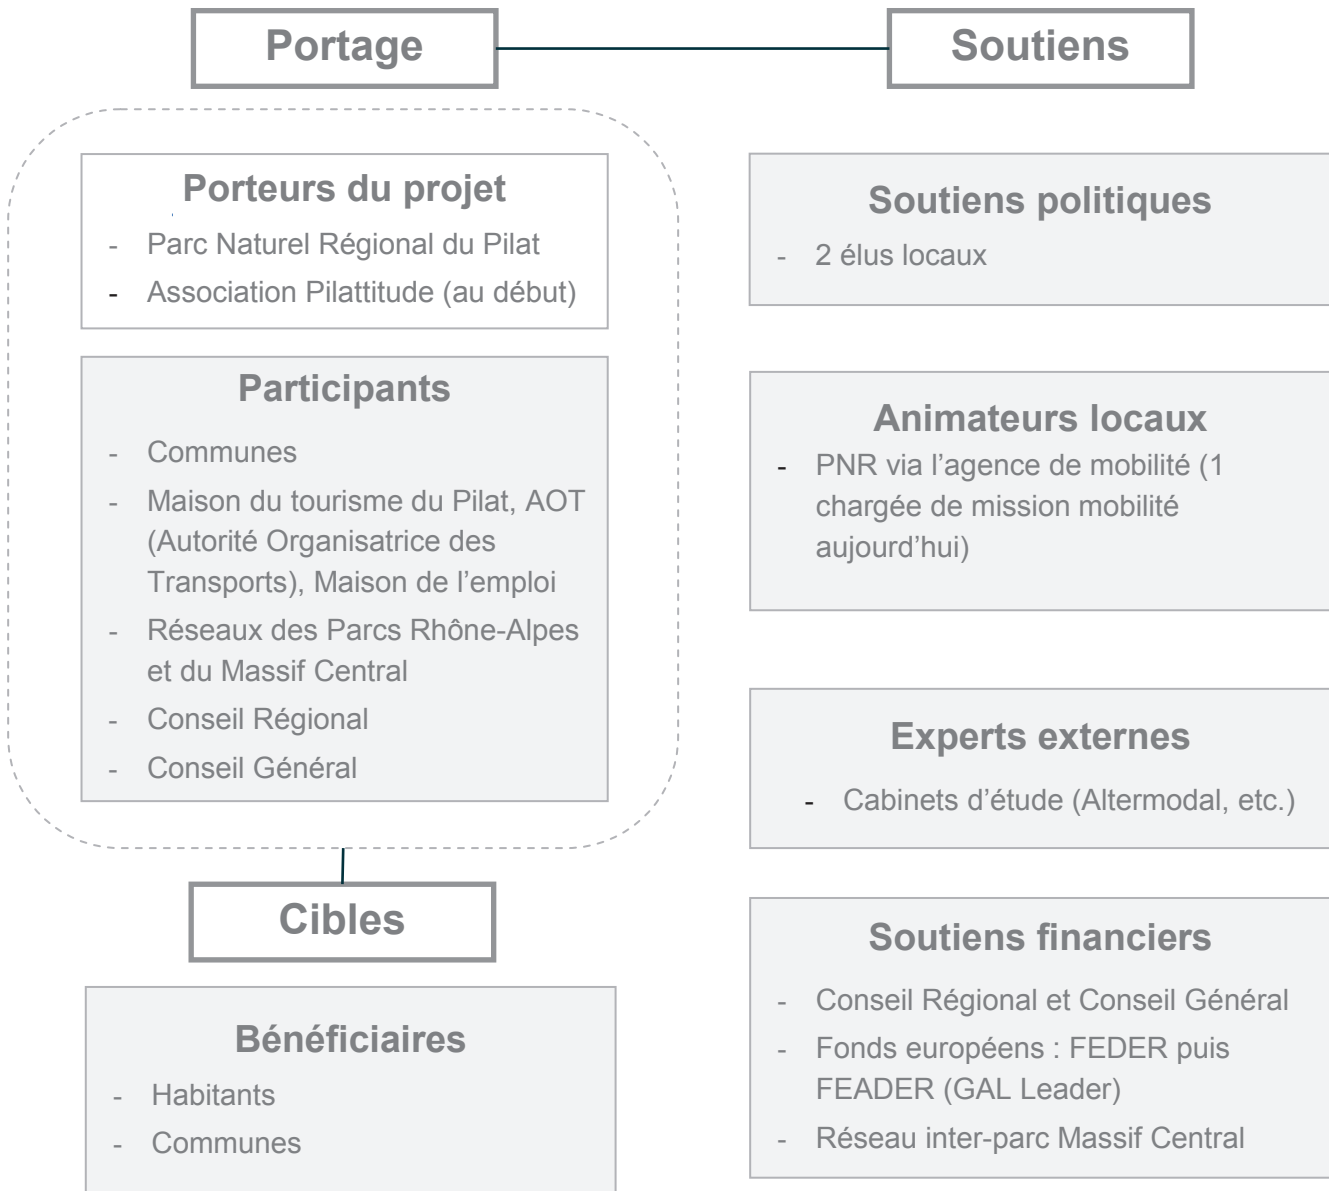 Portage
Soutiens
Porteurs du projet
- Parc Naturel Régional du Pilat
- Association Pilattitude (au début)
Participants
- Communes
- Maison du tourisme du Pilat, AOT
(Autorité Organisatrice des
Transports), Maison de l’emploi
- Réseaux des Parcs Rhône-Alpes
et du Massif Central
- Conseil Régional
- Conseil Général
Cibles
Bénéficiaires
- Habitants
- Communes
Soutiens politiques
- 2 élus locaux
Animateurs locaux
- PNR via l’agence de mobilité (1
chargée de mission mobilité
aujourd’hui)
Experts externes
- Cabinets d’étude (Altermodal, etc.)
Soutiens financiers
- Conseil Régional et Conseil Général
- Fonds européens : FEDER puis
FEADER (GAL Leader)
- Réseau inter-parc Massif Central